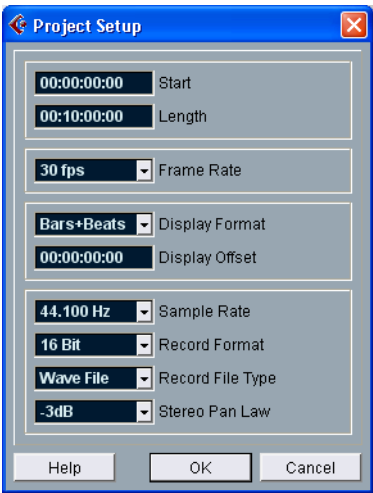 Project Setup
00:00:00:00 Start
00:10:00:00 Length
30 fps Frame Rate
Bars+Beats Display Format
00:00:00:00 Display Offset
44.100 Hz Sample Rate
16 Bit Record Format
Wave File Record File Type
-3dB Stereo Pan Law
Help OK Cancel